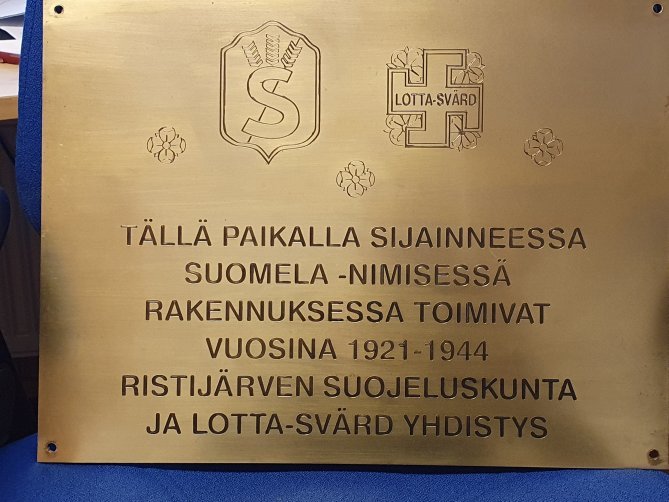 S
LOTTA-SVÄRD
TÄLLÄ PAIKALLA SIJAINNEESSA
SUOMELA -NIMISESSÄ
RAKENNUKSESSA TOIMIVAT
VUOSINA 1921-1944
RISTIJÄRVEN SUOJELUSKUNTA
JA LOTTA-SVÄRD YHDISTYS